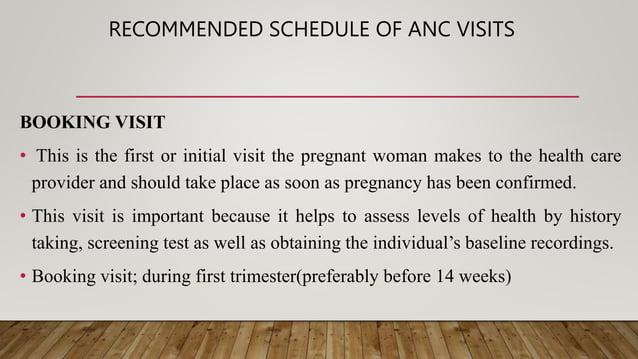 RECOMMENDED SCHEDULE OF ANC VISITS
BOOKING VISIT
• This is the first or initial visit the pregnant woman makes to the health care
provider and should take place as soon as pregnancy has been confirmed.
• This visit is important because it helps to assess levels of health by history
taking, screening test as well as obtaining the individual’s baseline recordings.
• Booking visit; during first trimester(preferably before 14 weeks)